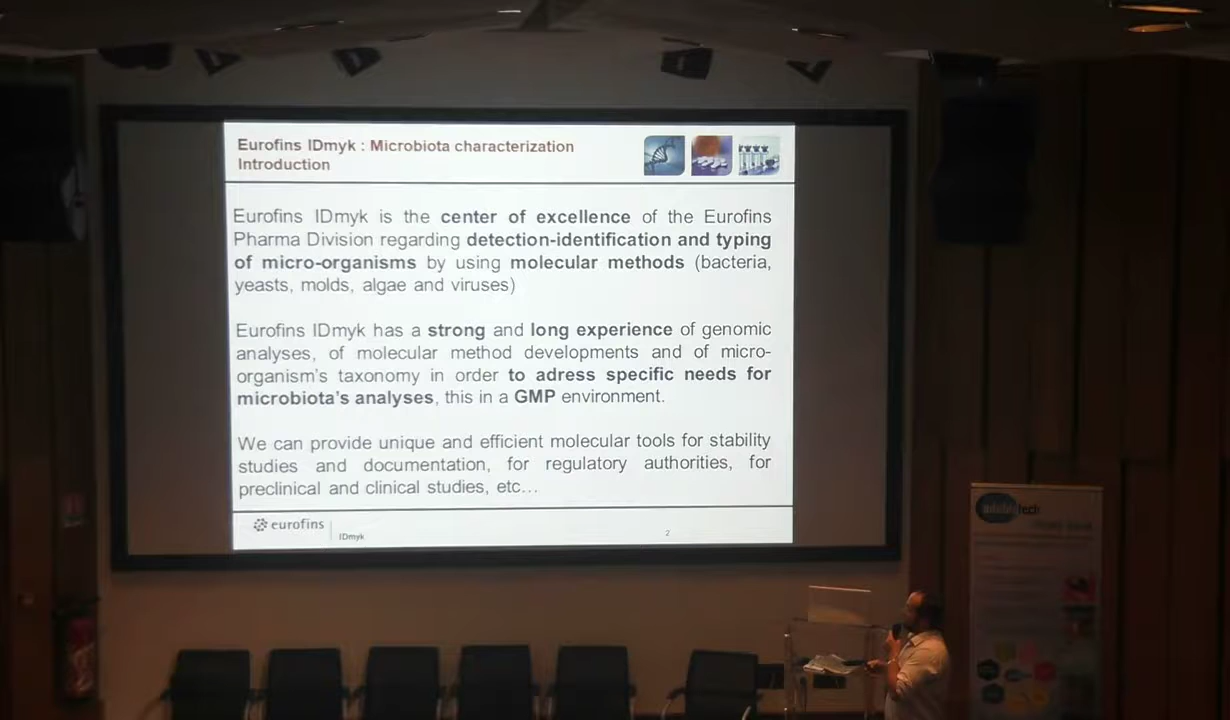 Eurofins IDmyk : Microbiota characterization
Introduction
Eurofins IDmyk is the center of excellence of the Eurofins
Pharma Division regarding detection-identification and typing
of micro-organisms by using molecular methods (bacteria,
yeasts, molds, algae and viruses)
Eurofins IDmyk has a strong and long experience of genomic
analyses, of molecular method developments and of micro-
organism's taxonomy in order to adress specific needs for
microbiota's analyses, this in a GMP environment.
We can provide unique and efficient molecular tools for stability
studies and documentation, for regulatory authorities, for
preclinical and clinical studies, etc...
eurofins
IDmyk
2
adebiotech